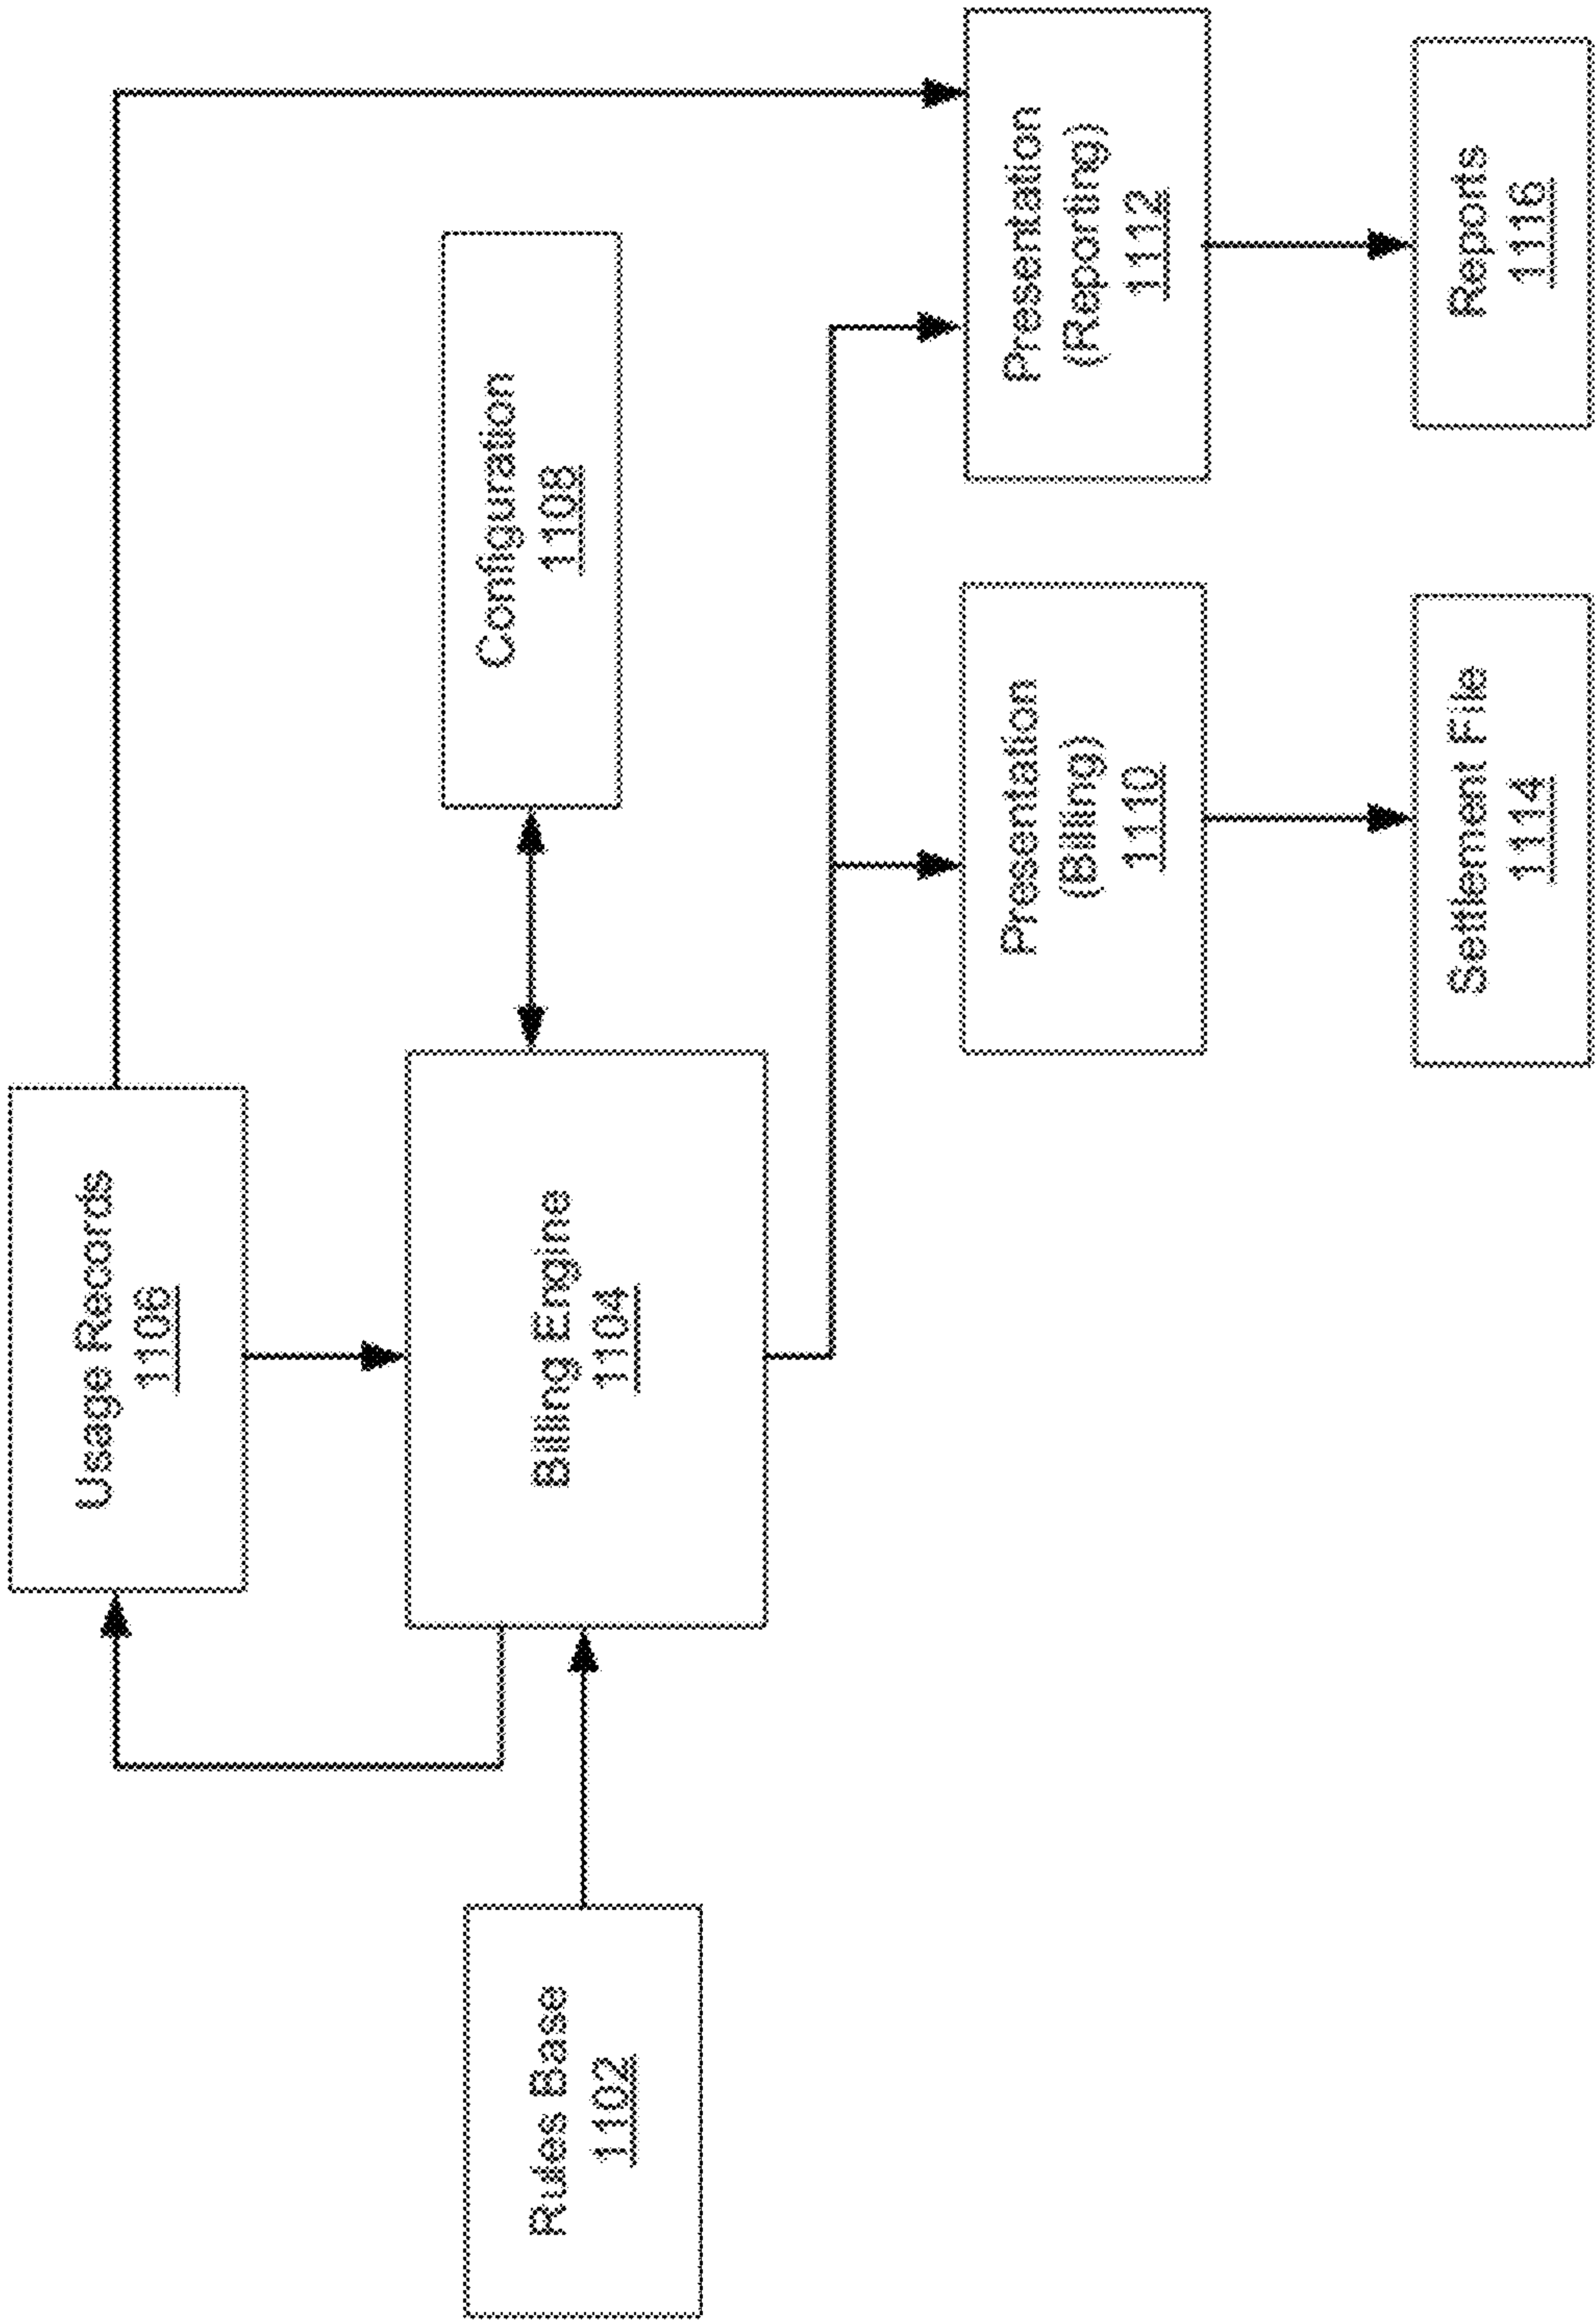 Usage Records
1106
Rules Base
1102
Billing Engine
1104
Configuration
1108
Presentation
(Billing)
1110
Presentation
(Reporting)
1112
Settlement File
1114
Reports
1116